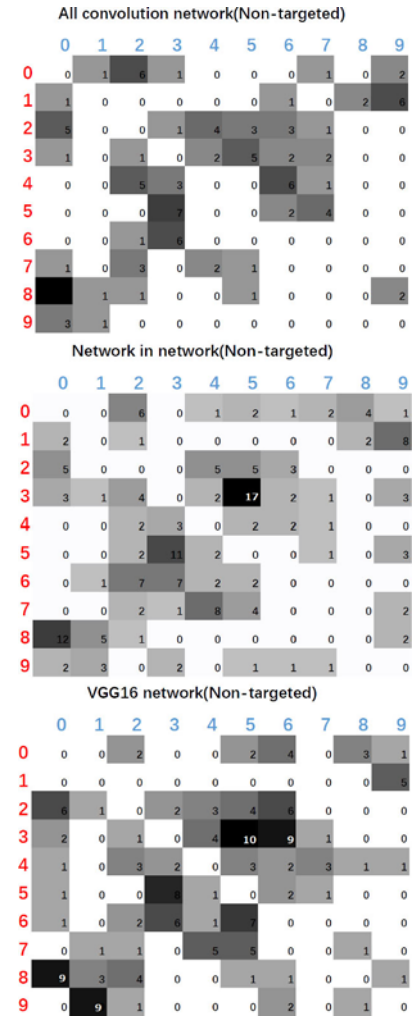 All convolution network(Non-targeted)
0 1 2 3 4 5 6 7 8 9
0 0 1 6 1 0 0 0 1 0 2
1 1 0 0 0 0 0 1 0 2 6
2 5 0 0 1 4 3 3 1 0 0
3 1 0 1 0 2 5 2 2 0 0
4 0 0 5 3 0 0 6 1 0 0
5 0 0 0 7 0 0 2 4 0 0
6 0 0 1 6 0 0 0 0 0 0
7 1 0 3 0 2 1 0 0 0 0
8 1 1 0 0 1 0 0 0 2
9 3 1 0 0 0 0 0 0 0 0
Network in network(Non-targeted)
0 1 2 3 4 5 6 7 8 9
0 0 0 6 0 1 2 1 2 4 1
1 2 0 1 0 0 0 0 0 2 8
2 5 0 0 0 5 5 3 0 0 0
3 3 1 4 0 2 17 2 1 0 3
4 0 0 2 3 0 2 2 1 0 0
5 0 0 2 11 2 0 0 1 0 3
6 0 1 7 7 2 2 0 0 0 0
7 0 0 2 1 8 4 0 0 0 2
8 12 5 1 0 0 0 0 0 0 2
9 2 3 0 2 0 1 1 1 0 0
VGG16 network(Non-targeted)
0 1 2 3 4 5 6 7 8 9
0 0 0 2 0 0 2 4 0 3 1
1 0 0 0 0 0 0 0 0 0 5
2 6 1 0 2 3 4 6 0 0 0
3 2 0 1 0 4 10 9 1 0 0
4 1 0 3 2 0 3 2 3 1 1
5 1 0 0 8 1 0 2 1 0 0
6 1 0 2 6 1 7 0 0 0 0
7 0 1 1 0 5 5 0 0 1 0
8 9 3 4 0 0 1 1 0 0 1
9 0 9 1 0 0 0 2 0 1 0